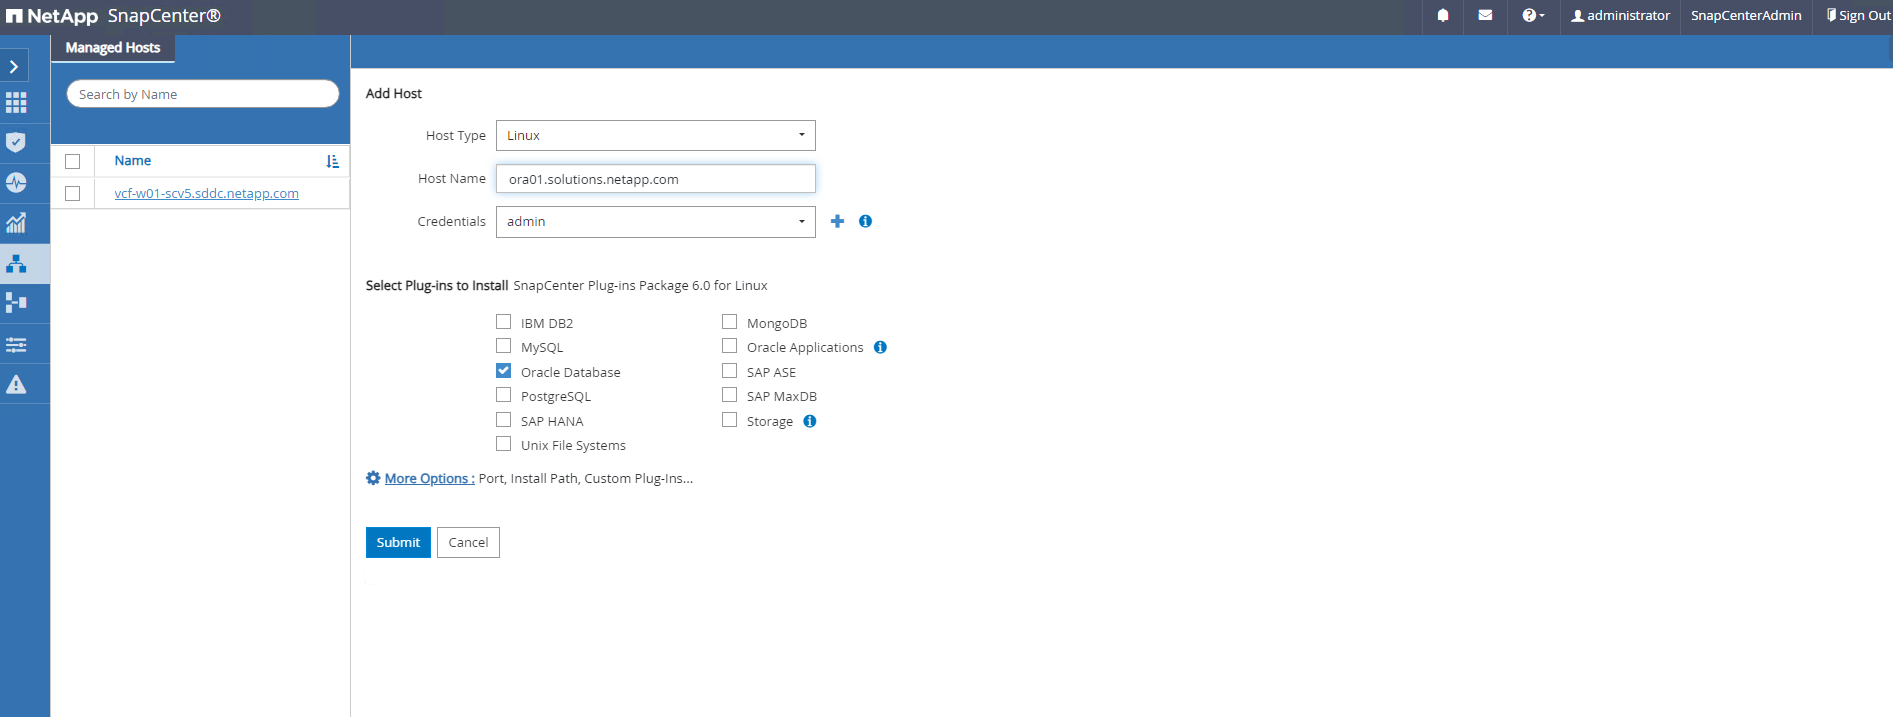 NetApp SnapCenter®
administrator SnapCenterAdmin Sign Out
Managed Hosts
Search by Name
Name
vcf-w01-scv5.sddc.netapp.com
Add Host
Host Type Linux
Host Name ora01.solutions.netapp.com
Credentials admin
Select Plug-ins to Install SnapCenter Plug-ins Package 6.0 for Linux
IBM DB2 MongoDB
MySQL Oracle Applications
Oracle Database SAP ASE
PostgreSQL SAP MaxDB
SAP HANA Storage
Unix File Systems
More Options : Port, Install Path, Custom Plug-Ins...
Submit Cancel